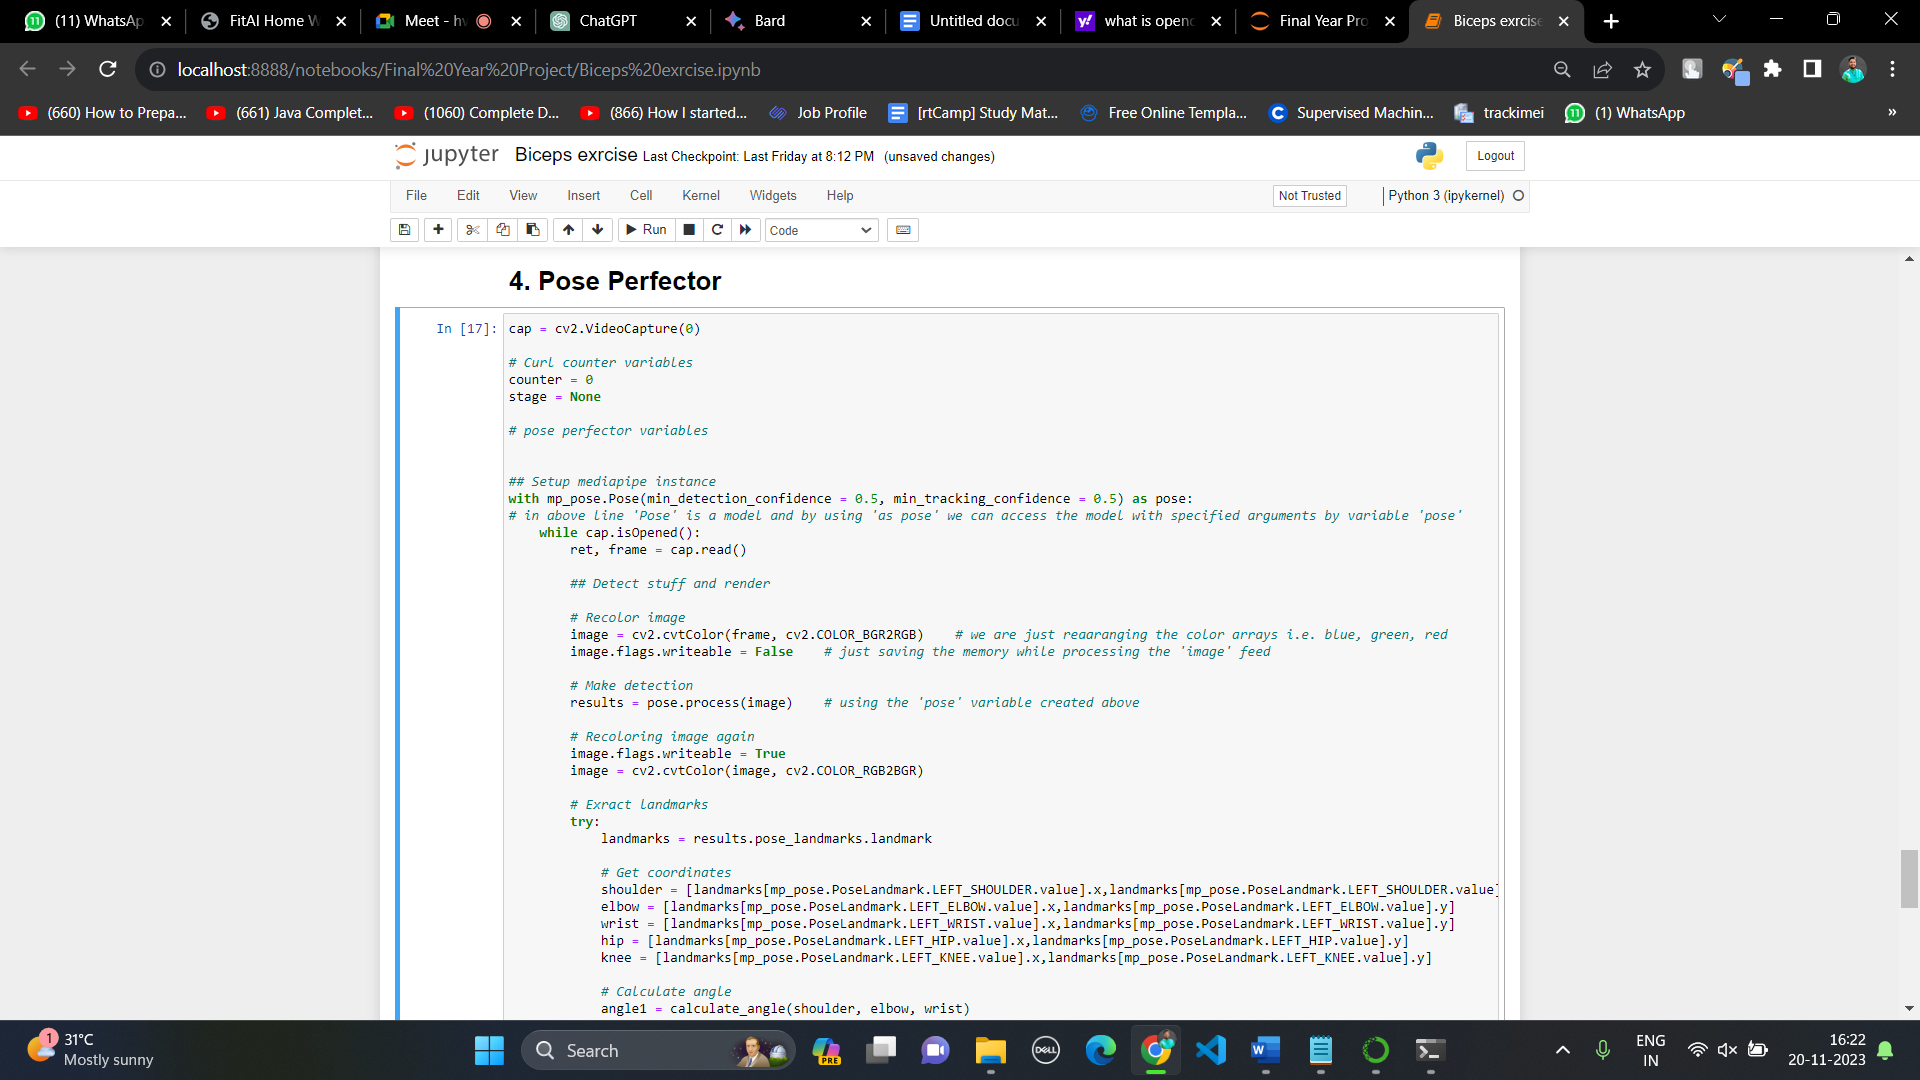 (11) WhatsAp
FitAI Home W
Meet - hv
ChatGPT
Bard
Untitled docu
what is openc
Final Year Pro
Biceps exrcise
localhost:8888/notebooks/Final%20Year%20Project/Biceps%20exrcise.ipynb
(660) How to Prepa...
(661) Java Complet...
(1060) Complete D...
(866) How I started...
Job Profile
[rtCamp] Study Mat...
Free Online Templa...
Supervised Machin...
trackimei
(1) WhatsApp
»
jupyter Biceps exrcise Last Checkpoint: Last Friday at 8:12 PM (unsaved changes)
Logout
File Edit View Insert Cell Kernel Widgets Help
Not Trusted
Python 3 (ipykernel)
Run
Code
4. Pose Perfector
In [17]: cap = cv2.VideoCapture(0)
# Curl counter variables
counter = 0
stage = None
# pose perfector variables
## Setup mediapipe instance
with mp_pose.Pose(min_detection_confidence = 0.5, min_tracking_confidence = 0.5) as pose:
# in above line 'Pose' is a model and by using 'as pose' we can access the model with specified arguments by variable 'pose'
while cap.isOpened():
ret, frame = cap.read()
## Detect stuff and render
# Recolor image
image = cv2.cvtColor(frame, cv2.COLOR_BGR2RGB) # we are just reaaranging the color arrays i.e. blue, green, red
image.flags.writeable = False # just saving the memory while processing the 'image' feed
# Make detection
results = pose.process(image) # using the 'pose' variable created above
# Recoloring image again
image.flags.writeable = True
image = cv2.cvtColor(image, cv2.COLOR_RGB2BGR)
# Exract landmarks
try:
landmarks = results.pose_landmarks.landmark
# Get coordinates
shoulder = [landmarks[mp_pose.PoseLandmark.LEFT_SHOULDER.value].x,landmarks[mp_pose.PoseLandmark.LEFT_SHOULDER.value]
elbow = [landmarks[mp_pose.PoseLandmark.LEFT_ELBOW.value].x,landmarks[mp_pose.PoseLandmark.LEFT_ELBOW.value].y]
wrist = [landmarks[mp_pose.PoseLandmark.LEFT_WRIST.value].x,landmarks[mp_pose.PoseLandmark.LEFT_WRIST.value].y]
hip = [landmarks[mp_pose.PoseLandmark.LEFT_HIP.value].x,landmarks[mp_pose.PoseLandmark.LEFT_HIP.value].y]
knee = [landmarks[mp_pose.PoseLandmark.LEFT_KNEE.value].x,landmarks[mp_pose.PoseLandmark.LEFT_KNEE.value].y]
# Calculate angle
angle1 = calculate_angle(shoulder, elbow, wrist)
1
31°C
Mostly sunny
Search
PRE
DELL
ENG
IN
16:22
20-11-2023